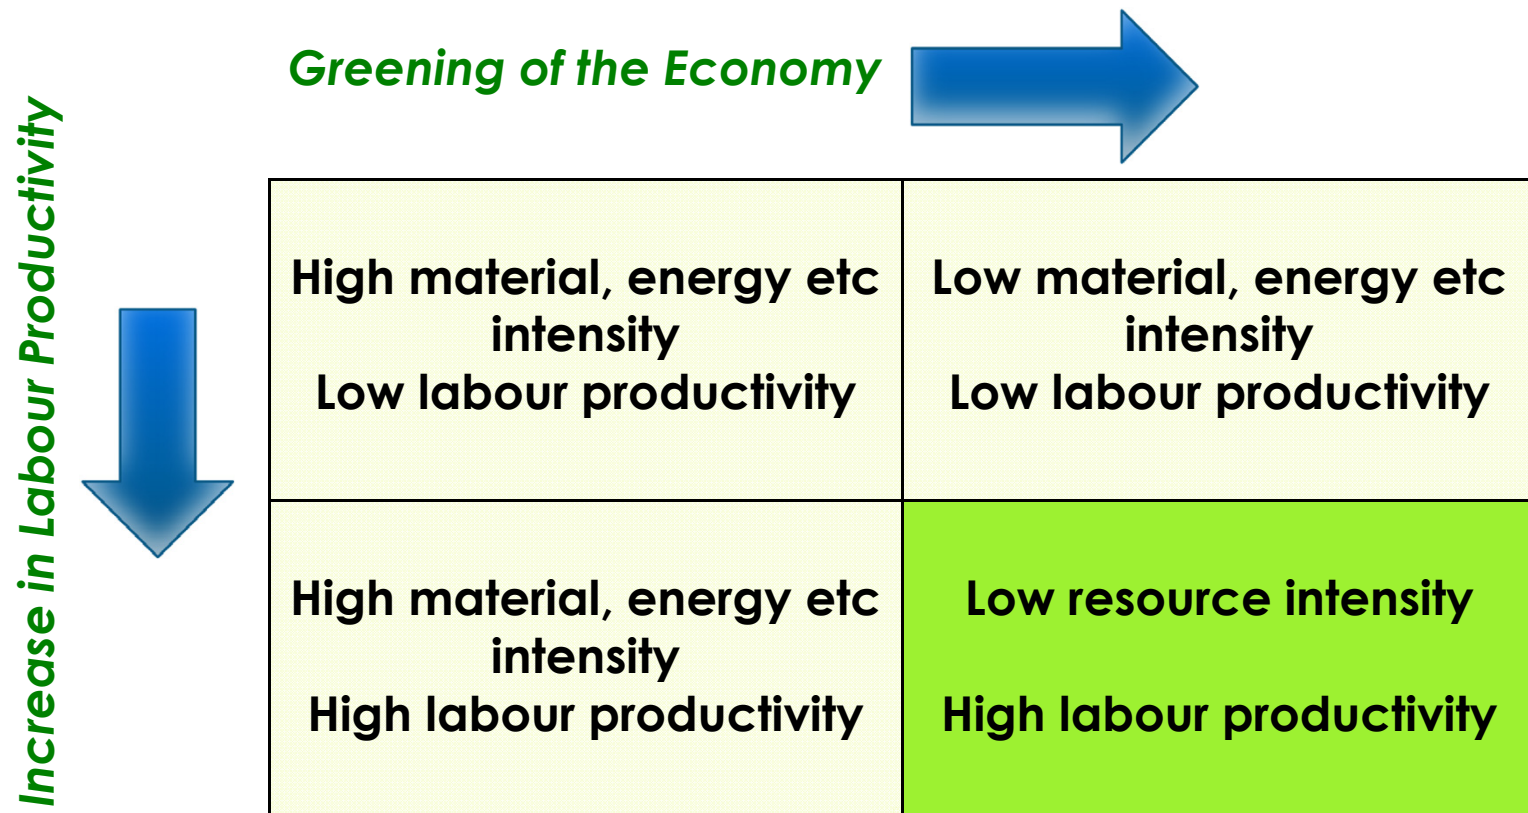 Greening of the Economy
Increase in Labour Productivity
High material, energy etc
intensity
Low labour productivity
Low material, energy etc
intensity
Low labour productivity
High material, energy etc
intensity
High labour productivity
Low resource intensity
High labour productivity